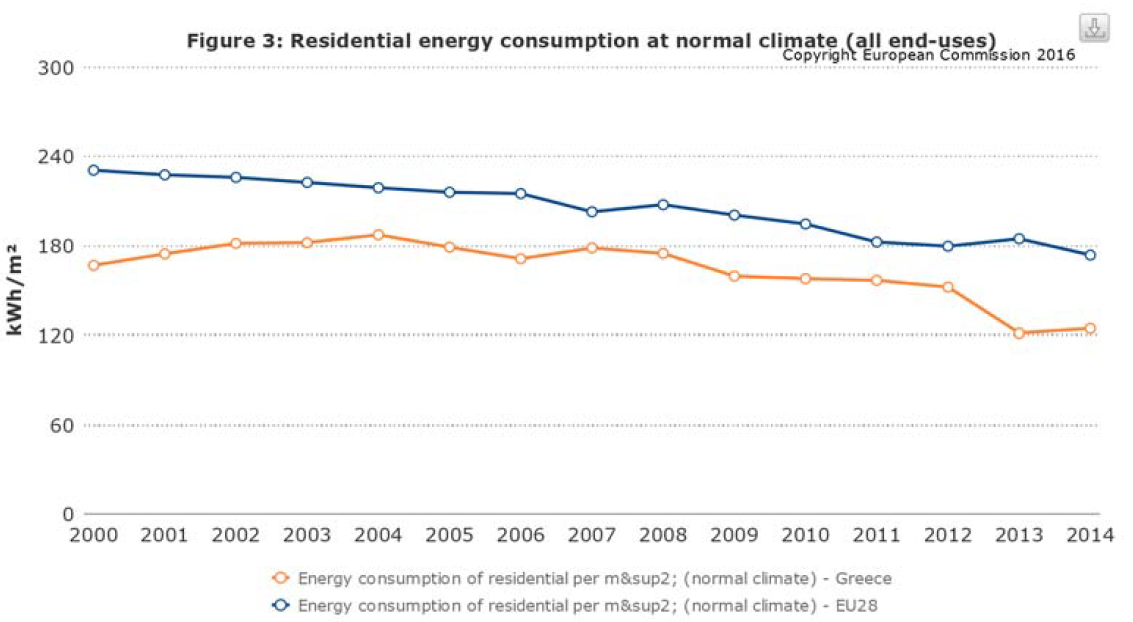 Figure 3: Residential energy consumption at normal climate (all end-uses)
Copyright European Commission 2016
300
240
180
120
60
0
kWh/m²
2000 2001 2002 2003 2004 2005 2006 2007 2008 2009 2010 2011 2012 2013 2014
Energy consumption of residential per m&sup2; (normal climate) - Greece
Energy consumption of residential per m&sup2; (normal climate) - EU28